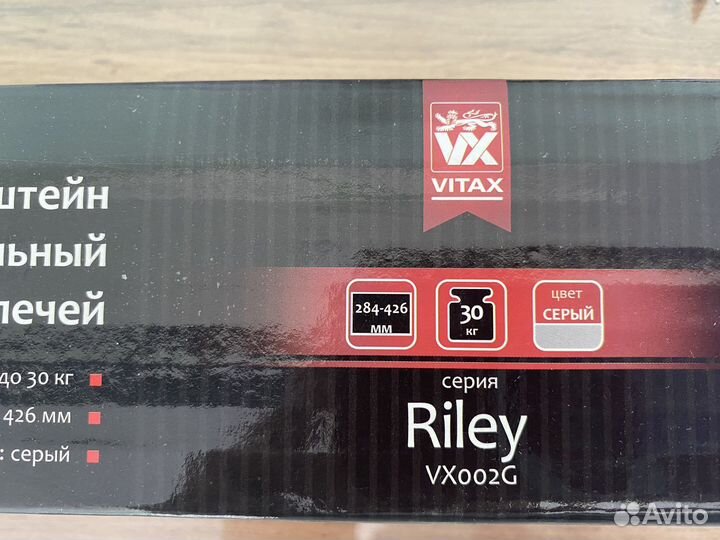 VX
VITAX
штейн
льный
печей
до 30 кг
426 мм
: серый
284-426
мм
30
кг
цвет
СЕРЫЙ
серия
Riley
VX002G
Avito